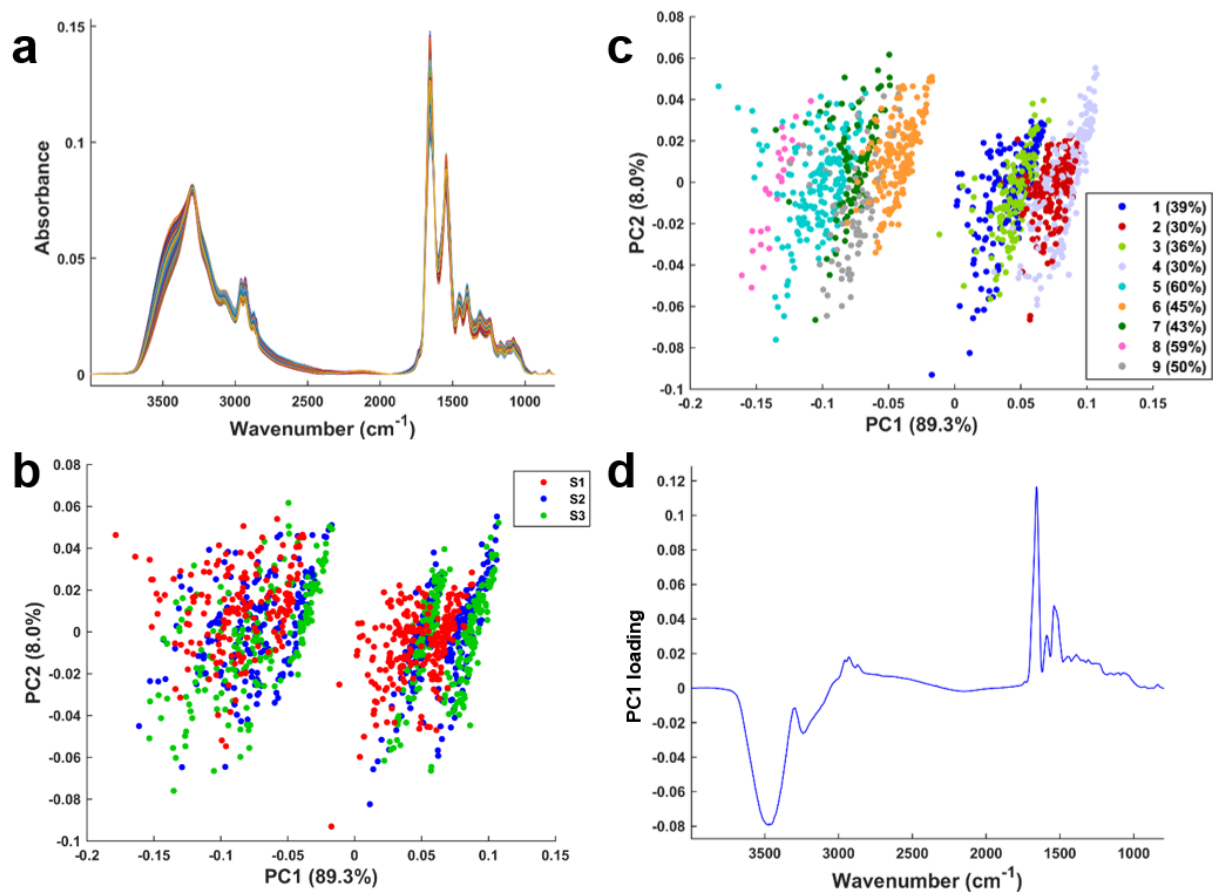 a
0.15
0.1
0.05
0
Absorbance
3500 3000 2500 2000 1500 1000
Wavenumber (cm⁻¹)
c
0.08
0.06
0.04
0.02
0
-0.02
-0.04
-0.06
-0.08
-0.1
PC2 (8.0%)
-0.2 -0.15 -0.1 -0.05 0 0.05 0.1 0.15
PC1 (89.3%)
1 (39%)
2 (30%)
3 (36%)
4 (30%)
5 (60%)
6 (45%)
7 (43%)
8 (59%)
9 (50%)
b
0.08
0.06
0.04
0.02
0
-0.02
-0.04
-0.06
-0.08
-0.1
PC2 (8.0%)
-0.2 -0.15 -0.1 -0.05 0 0.05 0.1 0.15
PC1 (89.3%)
S1
S2
S3
d
0.12
0.10
0.08
0.06
0.04
0.02
0
-0.02
-0.04
-0.06
-0.08
PC1 loading
3500 3000 2500 2000 1500 1000
Wavenumber (cm⁻¹)